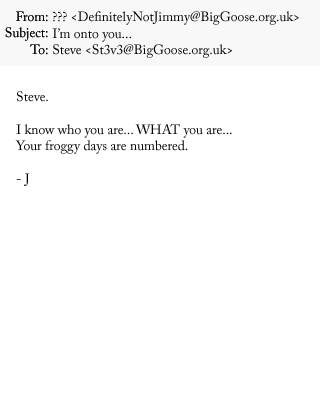 From: ??? <DefinitelyNotJimmy@BigGoose.org.uk>
Subject: I'm onto you...
To: Steve <St3v3@BigGoose.org.uk>
Steve.
I know who you are... WHAT you are...
Your froggy days are numbered.
- J